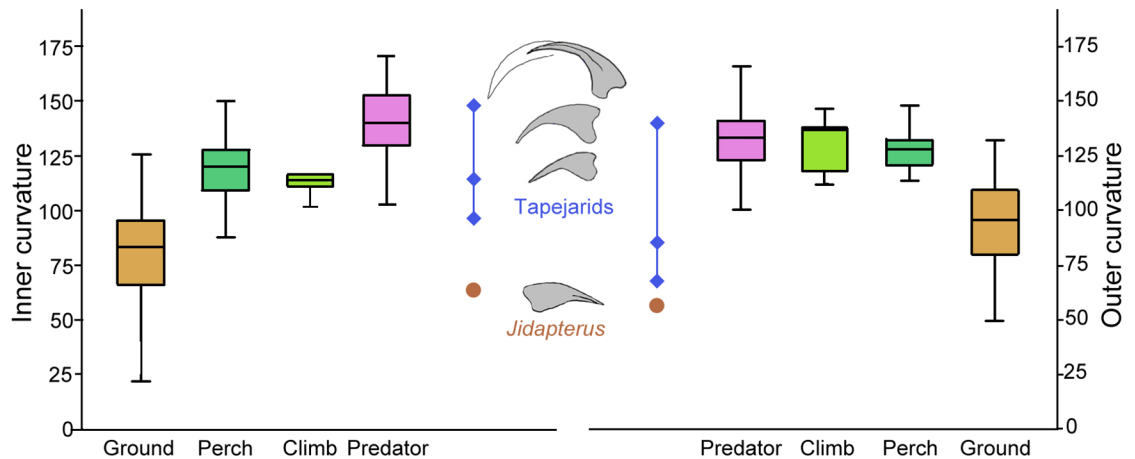 Inner curvature
175
150
125
100
75
50
25
0
Ground Perch Climb Predator
Tapejarids
Jidapterus
175
150
125
100
75
50
25
0
Outer curvature
Predator Climb Perch Ground